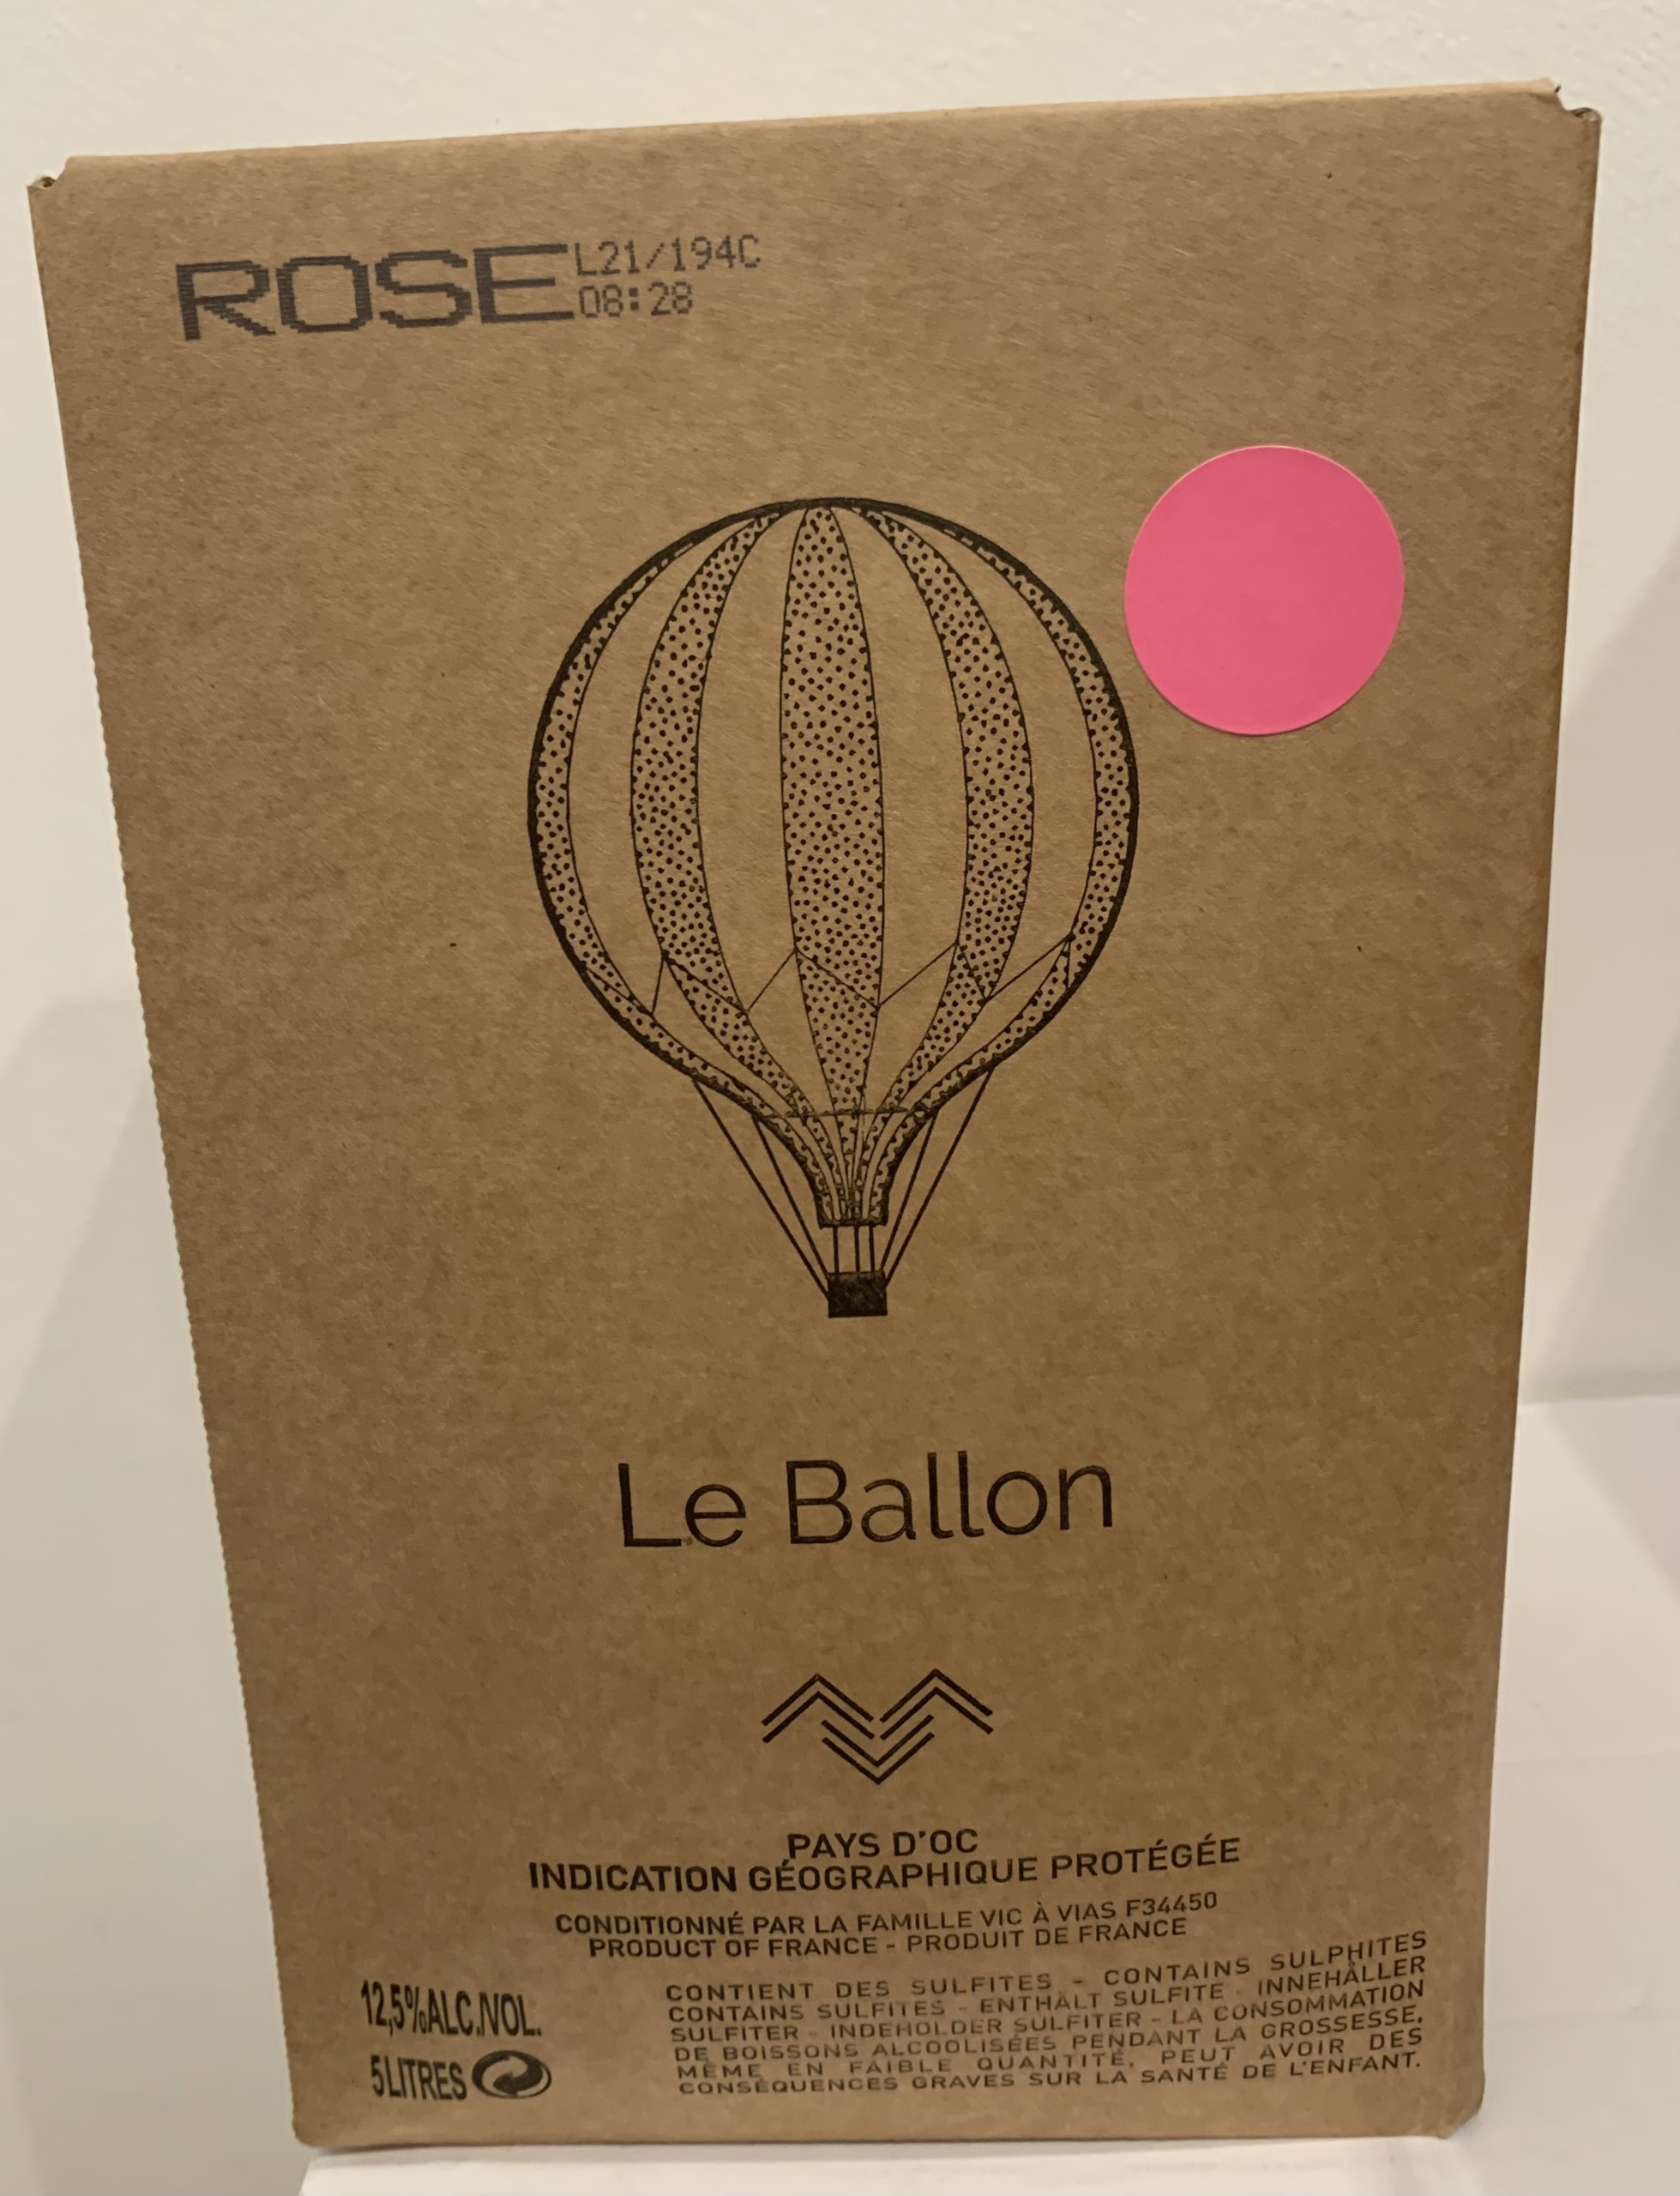 ROSE L21/194C
08:28
Le Ballon
PAYS D'OC
INDICATION GÉOGRAPHIQUE PROTÉGÉE
CONDITIONNÉ PAR LA FAMILLE VIC À VIAS F34450
PRODUCT OF FRANCE - PRODUIT DE FRANCE
12,5%ALC./VOL.
5 LITRES
CONTIENT DES SULFITES - CONTAINS SULPHITES
CONTAINS SULFITES - ENTHÄLT SULFITE - INNEHÅLLER
SULFITER - INDEHOLDER SULFITER - LA CONSOMMATION
DE BOISSONS ALCOOLISÉES PENDANT LA GROSSESSE,
MÊME EN FAIBLE QUANTITÉ, PEUT AVOIR DES
CONSÉQUENCES GRAVES SUR LA SANTÉ DE L'ENFANT.